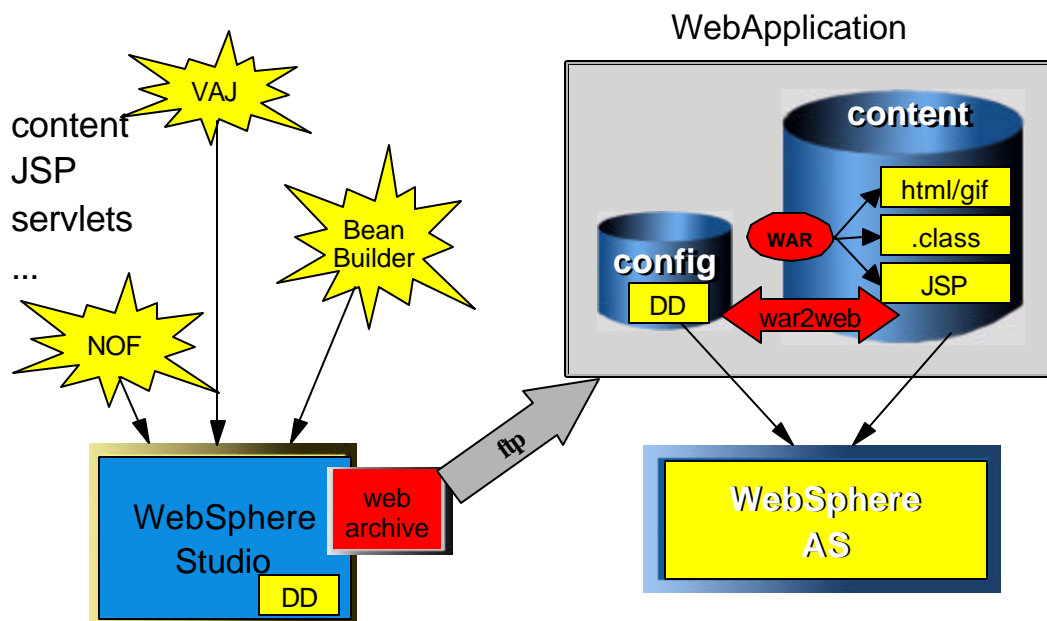 WebApplication
VAJ
content
JSP
servlets
...
Bean
Builder
NOF
content
html/gif
.class
JSP
WAR
config
DD
war2web
ftp
WebSphere
Studio
DD
web
archive
WebSphere
AS